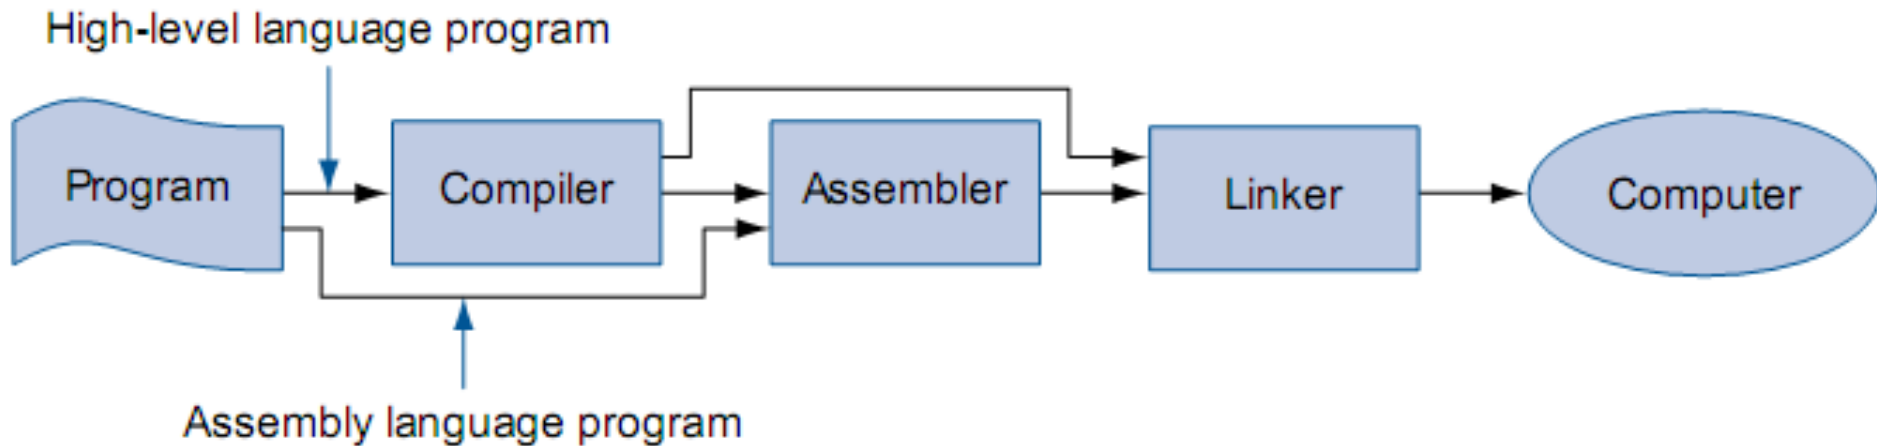 High-level language program
Program
Compiler
Assembler
Linker
Computer
Assembly language program